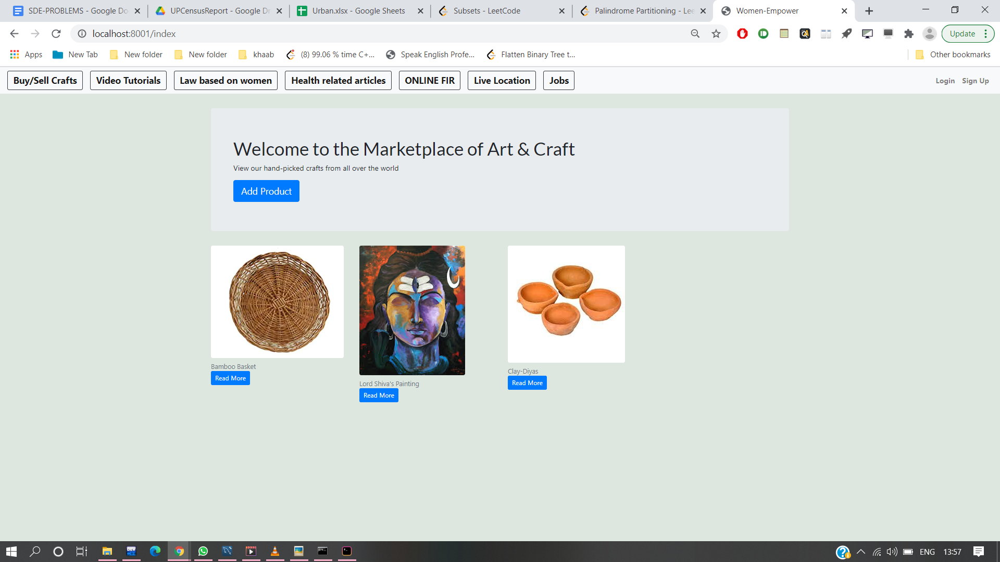 SDE-PROBLEMS - Google Do
UPCensusReport - Google Dr
Urban.xlsx - Google Sheets
Subsets - LeetCode
Palindrome Partitioning - Lee
Women-Empower
localhost:8001/index
Update
Apps
New Tab
New folder
New folder
khaab
(8) 99.06 % time C+...
Speak English Profe...
Flatten Binary Tree t...
Other bookmarks
Buy/Sell Crafts
Video Tutorials
Law based on women
Health related articles
ONLINE FIR
Live Location
Jobs
Login
Sign Up
Welcome to the Marketplace of Art & Craft
View our hand-picked crafts from all over the world
Add Product
Bamboo Basket
Read More
Lord Shiva's Painting
Read More
Clay-Diyas
Read More
DEV
ENG
13:57